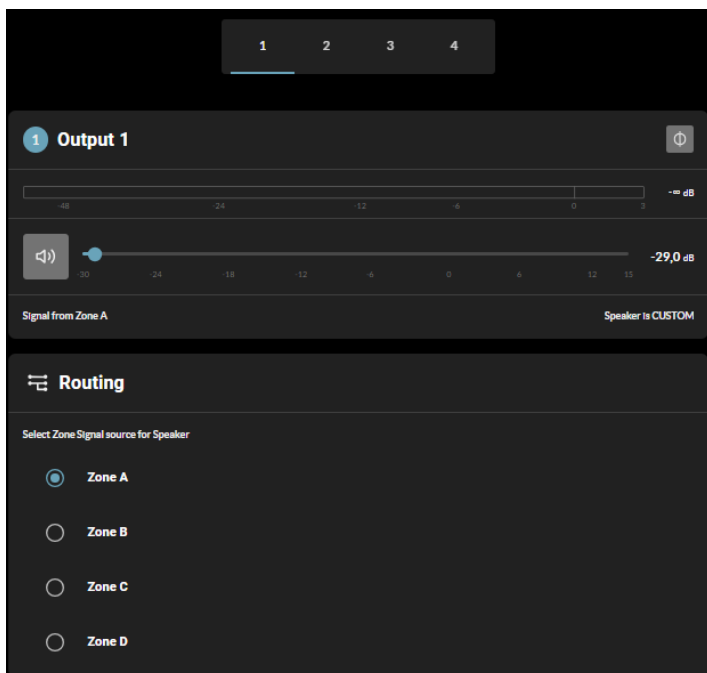 1 2 3 4
1 Output 1
-∞ dB
-48 -24 -12 -6 0 3
-29,0 dB
-30 -24 -18 -12 -6 0 6 12 15
Signal from Zone A Speaker is CUSTOM
Routing
Select Zone Signal source for Speaker
Zone A
Zone B
Zone C
Zone D